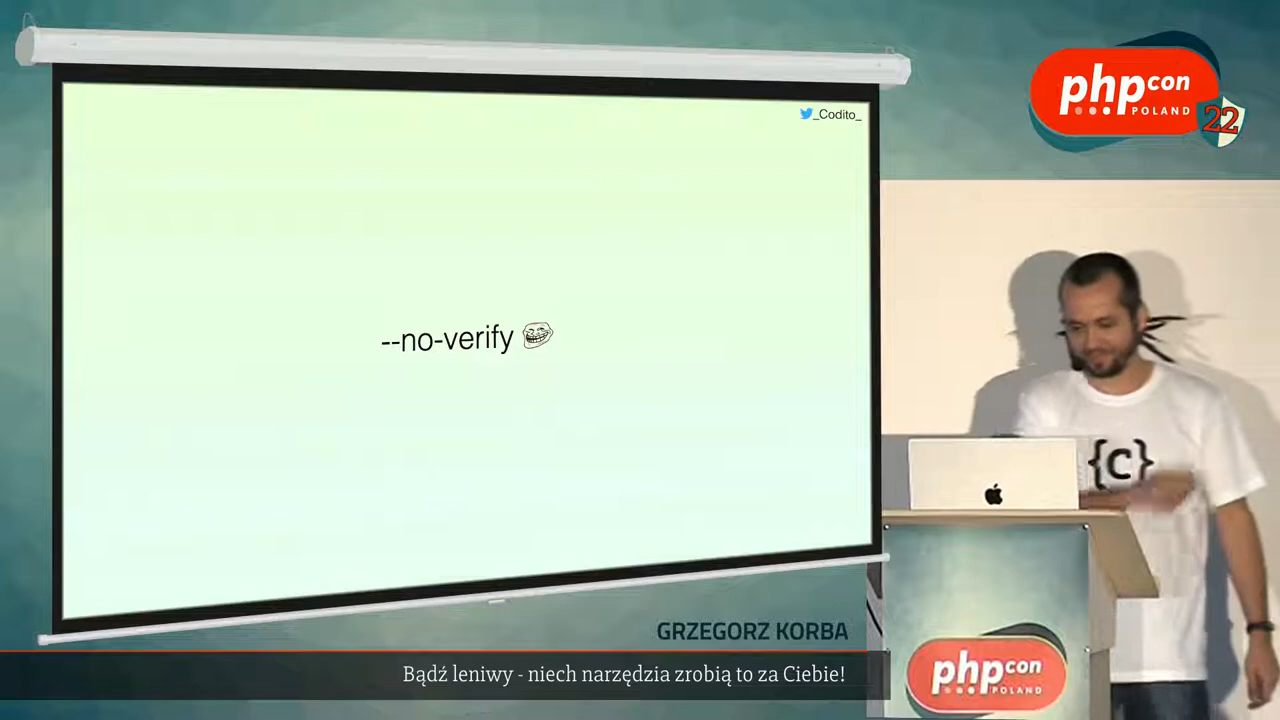 _Codito_
--no-verify
php con
POLAND
22
{C}
GRZEGORZ KORBA
Bądź leniwy - niech narzędzia zrobią to za Ciebie!
php con
POLAND